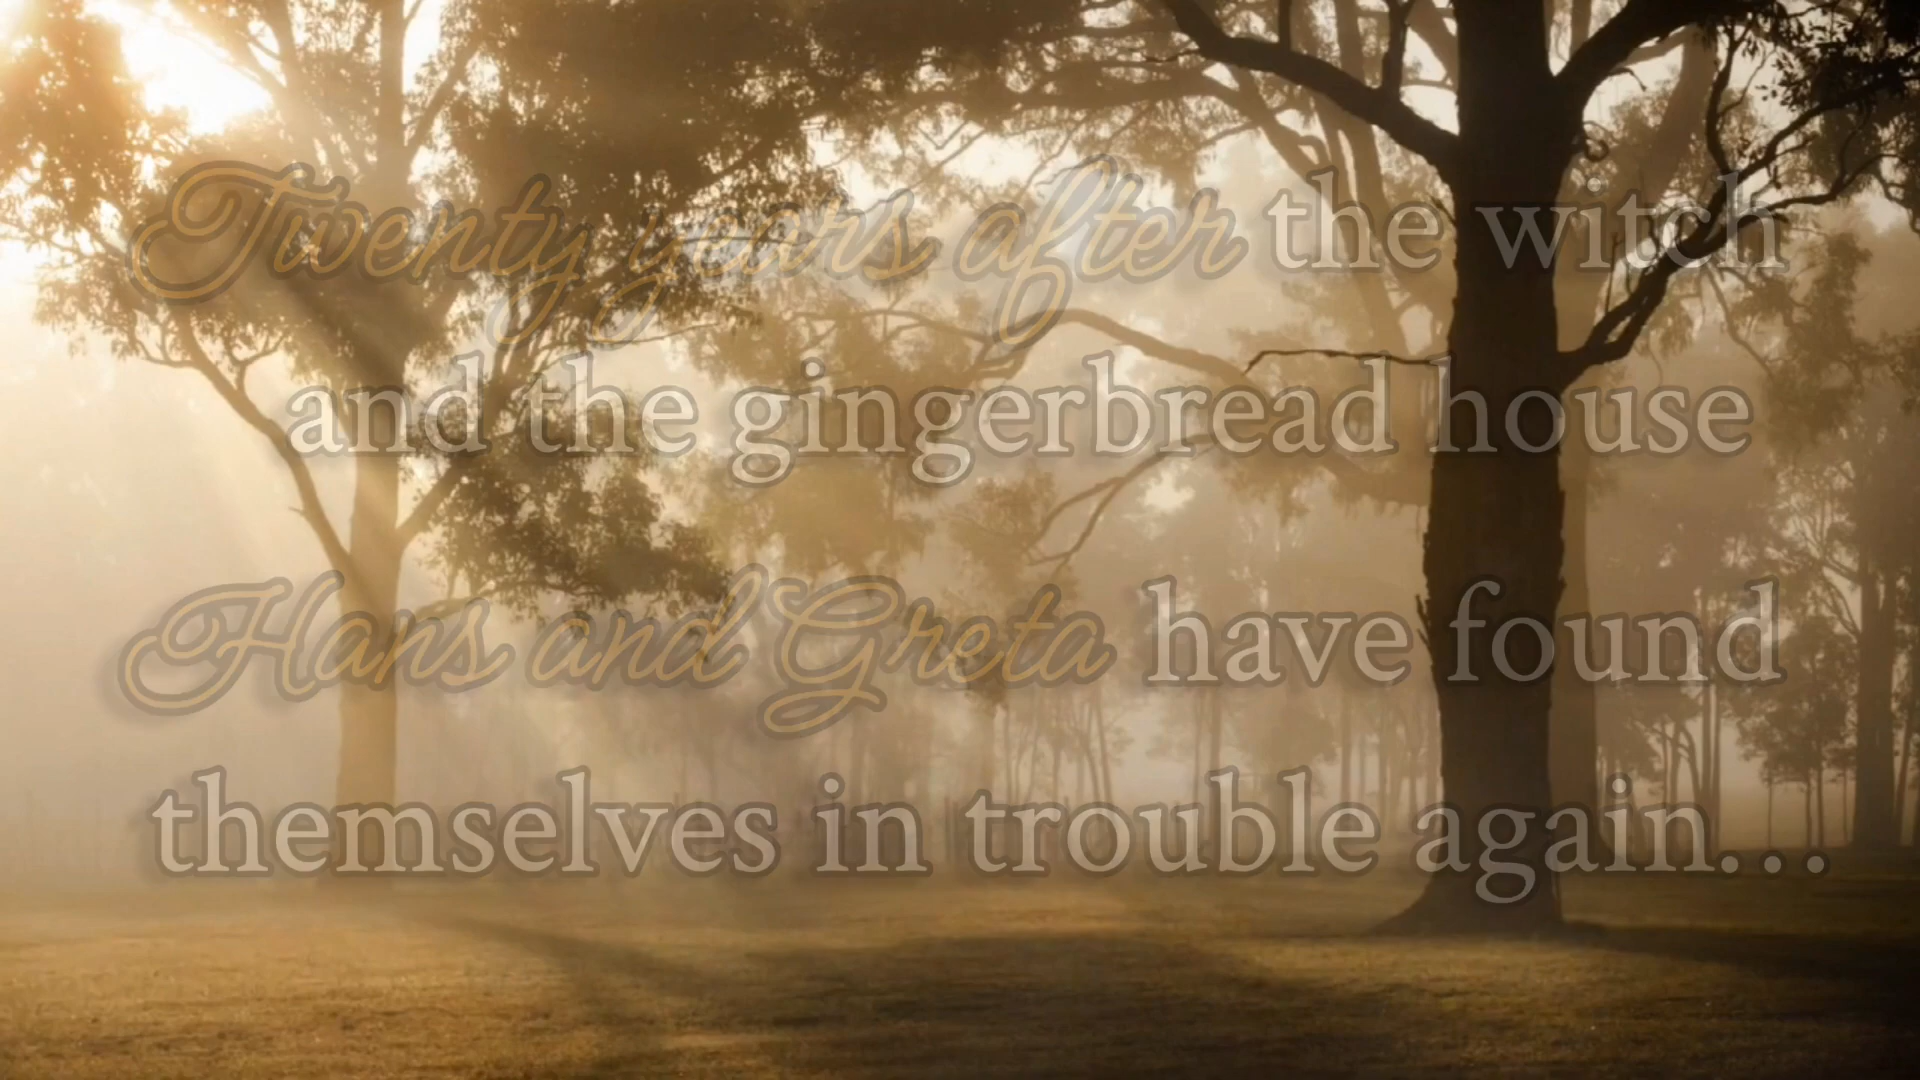 Twenty years after the witch
and the gingerbread house
Hans and Greta have found
themselves in trouble again...